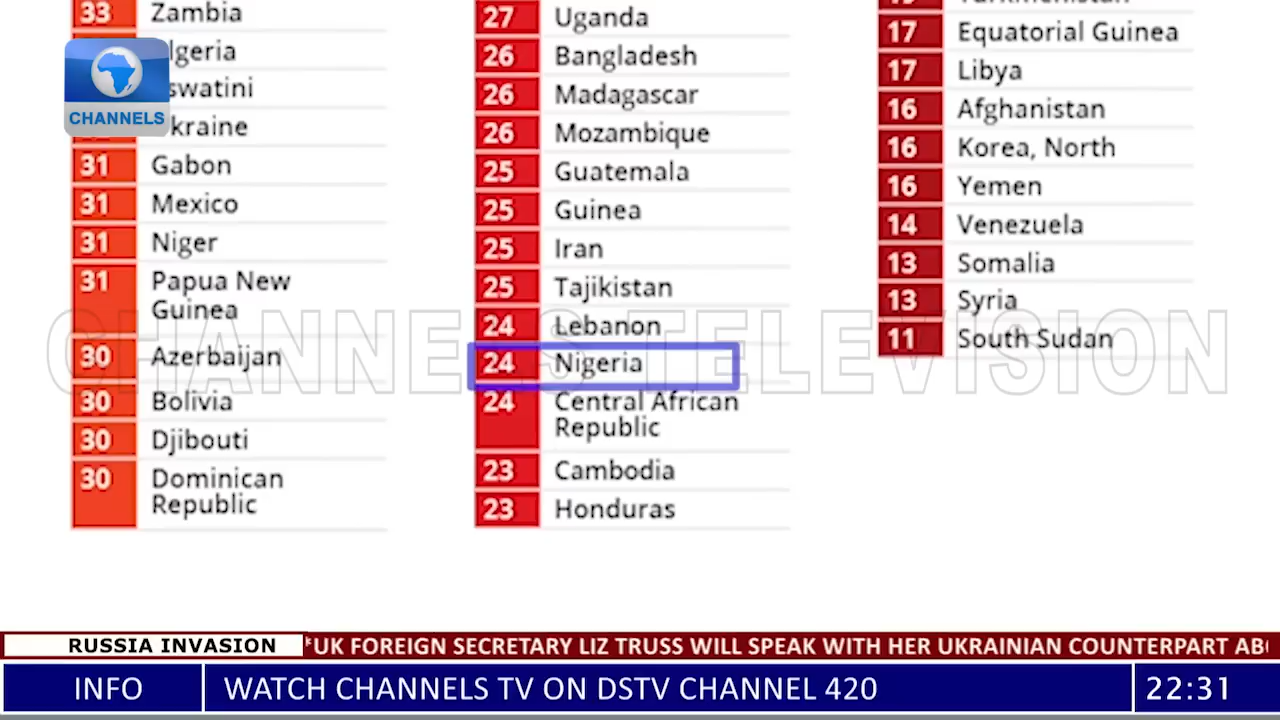 33 Zambia
CHANNELS
31 Gabon
31 Mexico
31 Niger
31 Papua New
Guinea
30 Azerbaijan
30 Bolivia
30 Djibouti
30 Dominican
Republic
27 Uganda
26 Bangladesh
26 Madagascar
26 Mozambique
25 Guatemala
25 Guinea
25 Iran
25 Tajikistan
24 Lebanon
24 Nigeria
24 Central African
Republic
23 Cambodia
23 Honduras
17 Equatorial Guinea
17 Libya
16 Afghanistan
16 Korea, North
16 Yemen
14 Venezuela
13 Somalia
13 Syria
11 South Sudan
CHANNELS TELEVISION
RUSSIA INVASION *UK FOREIGN SECRETARY LIZ TRUSS WILL SPEAK WITH HER UKRAINIAN COUNTERPART
INFO WATCH CHANNELS TV ON DSTV CHANNEL 420 22:31